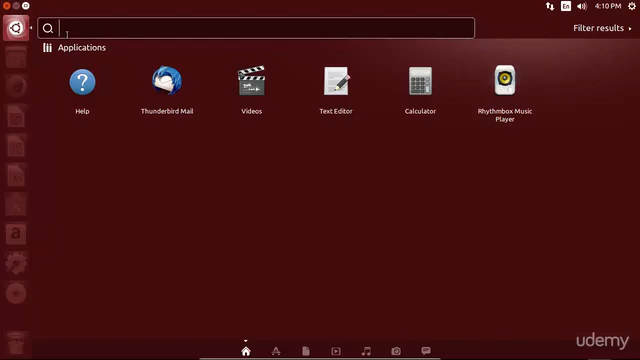 En
4:10 PM
Filter results
Applications
Help
Thunderbird Mail
Videos
Text Editor
Calculator
Rhythmbox Music
Player
a
udemy